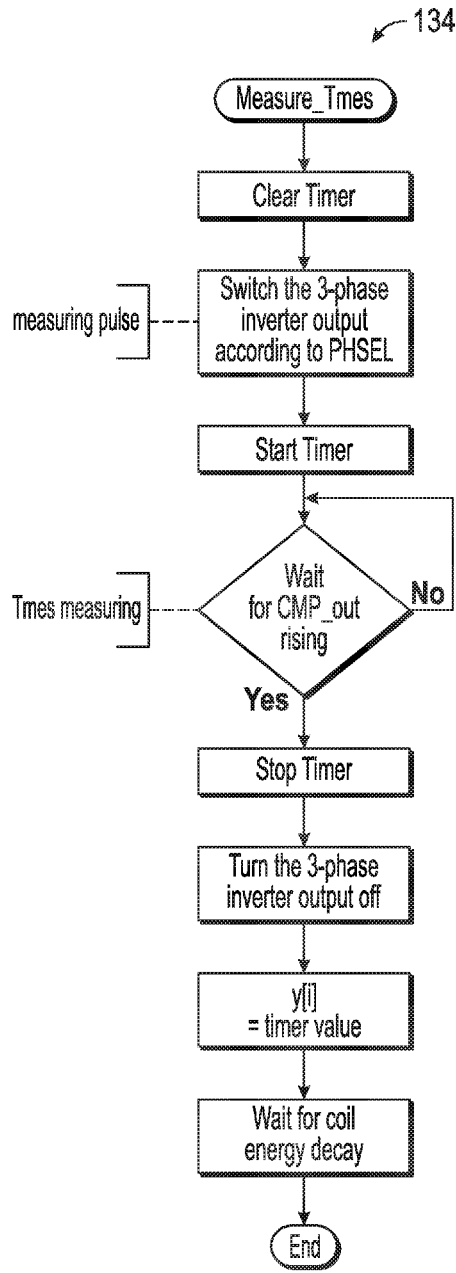 134
Measure_Tmes
Clear Timer
Switch the 3-phase
inverter output
according to PHSEL
measuring pulse
Start Timer
Wait
for CMP_out
rising
No
Tmes measuring
Yes
Stop Timer
Turn the 3-phase
inverter output off
y[i]
= timer value
Wait for coil
energy decay
End